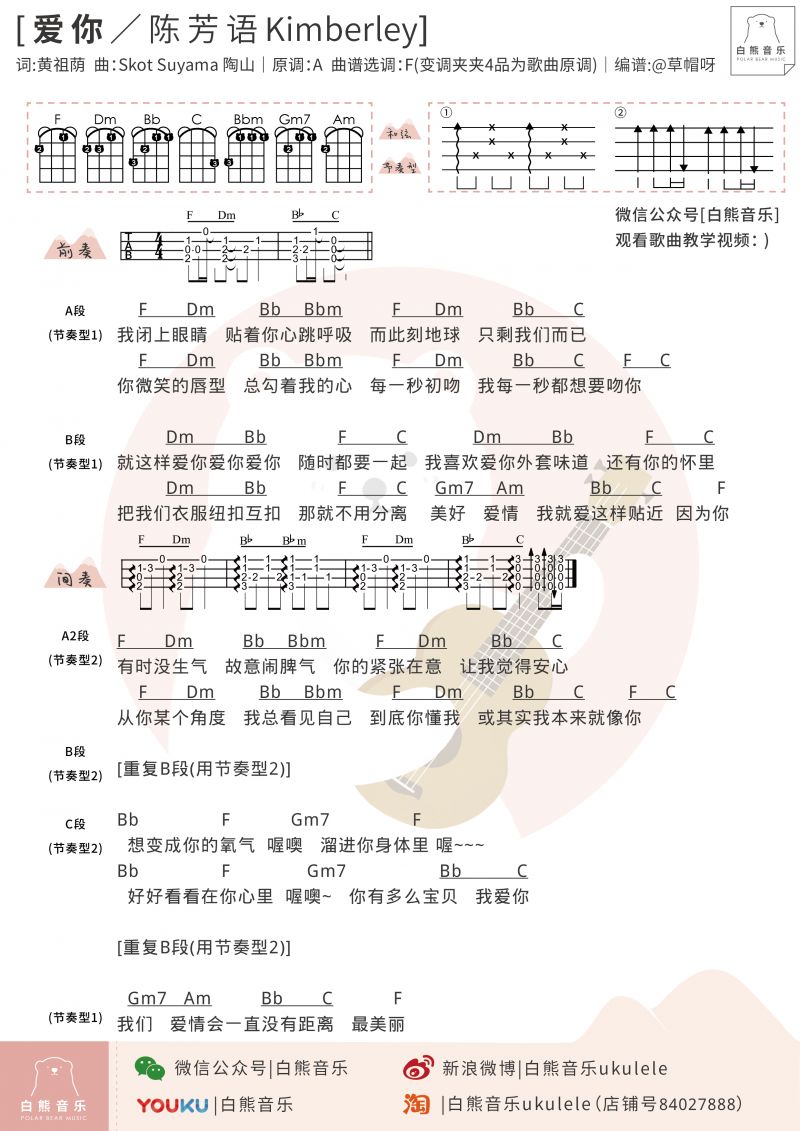 [爱你／陈芳语Kimberley]
白熊音乐
POLAR BEAR MUSIC
词:黄祖荫 曲:Skot Suyama 陶山｜原调:A 曲谱选调:F(变调夹夹4品为歌曲原调)｜编谱:@草帽呀
F Dm Bb C Bbm Gm7 Am
和弦
节奏型
① ②
微信公众号[白熊音乐]
观看歌曲教学视频：)
前奏
F Dm B♭ C
A段
(节奏型1)
F Dm Bb Bbm F Dm Bb C
我闭上眼睛 贴着你心跳呼吸 而此刻地球 只剩我们而已
F Dm Bb Bbm F Dm Bb C F C
你微笑的唇型 总勾着我的心 每一秒初吻 我每一秒都想要吻你
B段
(节奏型1)
Dm Bb F C Dm Bb F C
就这样爱你爱你爱你 随时都要一起 我喜欢爱你外套味道 还有你的怀里
Dm Bb F C Gm7 Am Bb C F
把我们衣服纽扣互扣 那就不用分离 美好 爱情 我就爱这样贴近 因为你
间奏
F Dm B♭ B♭m F Dm B♭ C
A2段
(节奏型2)
F Dm Bb Bbm F Dm Bb C
有时没生气 故意闹脾气 你的紧张在意 让我觉得安心
F Dm Bb Bbm F Dm Bb C F C
从你某个角度 我总看见自己 到底你懂我 或其实我本来就像你
B段
(节奏型2)
[重复B段(用节奏型2)]
C段
(节奏型2)
Bb F Gm7 F
想变成你的氧气 喔噢 溜进你身体里 喔~~~
Bb F Gm7 Bb C
好好看看在你心里 喔噢~ 你有多么宝贝 我爱你
[重复B段(用节奏型2)]
(节奏型1)
Gm7 Am Bb C F
我们 爱情会一直没有距离 最美丽
白熊音乐
POLAR BEAR MUSIC
微信公众号|白熊音乐
新浪微博|白熊音乐ukulele
YOUKU|白熊音乐
淘|白熊音乐ukulele（店铺号84027888）